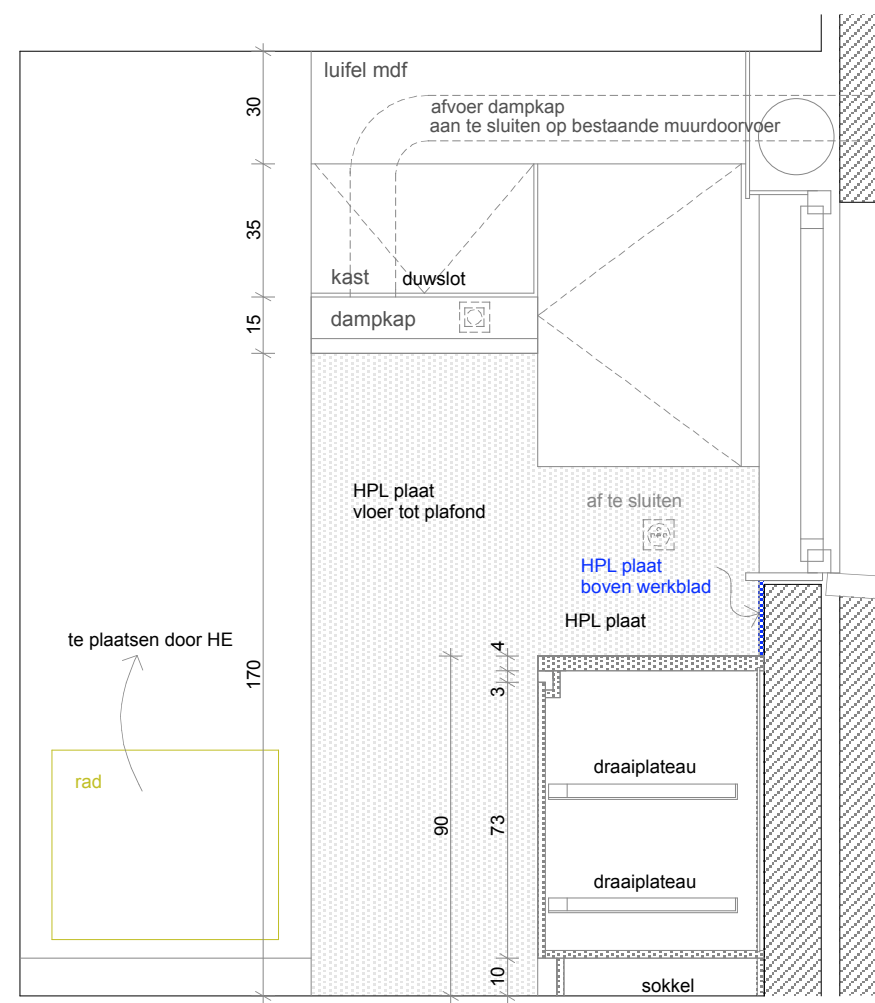 luifel mdf
30
afvoer dampkap
aan te sluiten op bestaande muurdoorvoer
35
kast
duwslot
15
dampkap
HPL plaat
vloer tot plafond
af te sluiten
HPL plaat
boven werkblad
HPL plaat
te plaatsen door HE
170
4
3
rad
draaiplateau
90
73
draaiplateau
10
sokkel